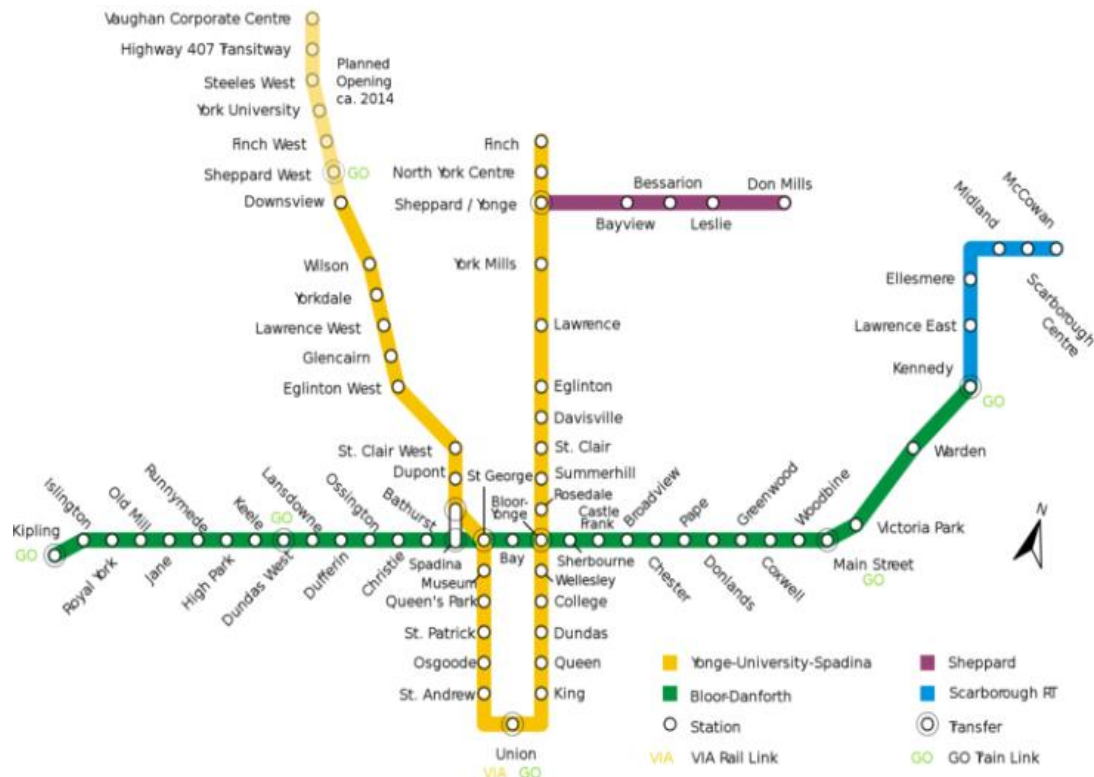 Vaughan Corporate Centre
Highway 407 Transitway
Steeles West
York University
Finch West
Sheppard West
GO
Downsview
Planned
Opening
ca. 2014
Wilson
Yorkdale
Lawrence West
Glencairn
Eglinton West
St. Clair West
Dupont
Finch
North York Centre
Sheppard / Yonge
Bessarion
Don Mills
Bayview
Leslie
York Mills
Lawrence
Eglinton
Davisville
St. Clair
Summerhill
Rosedale
Midland
McCowan
Scarborough
Centre
Ellesmere
Lawrence East
Kennedy
GO
Warden
Victoria Park
Main Street
GO
Kipling
GO
Islington
Royal York
Old Mill
Jane
Runnymede
High Park
Keele
Dundas West
GO
Lansdowne
Dufferin
Ossington
Christie
Bathurst
Spadina
St George
Bay
Bloor-
Yonge
Sherbourne
Castle
Frank
Broadview
Chester
Pape
Donlands
Greenwood
Coxwell
Woodbine
Museum
Queen's Park
St. Patrick
Osgoode
St. Andrew
Wellesley
College
Dundas
Queen
King
Union
VIA GO
N
Yonge-University-Spadina
Bloor-Danforth
Station
VIA VIA Rail Link
Sheppard
Scarborough RT
Transfer
GO GO Train Link